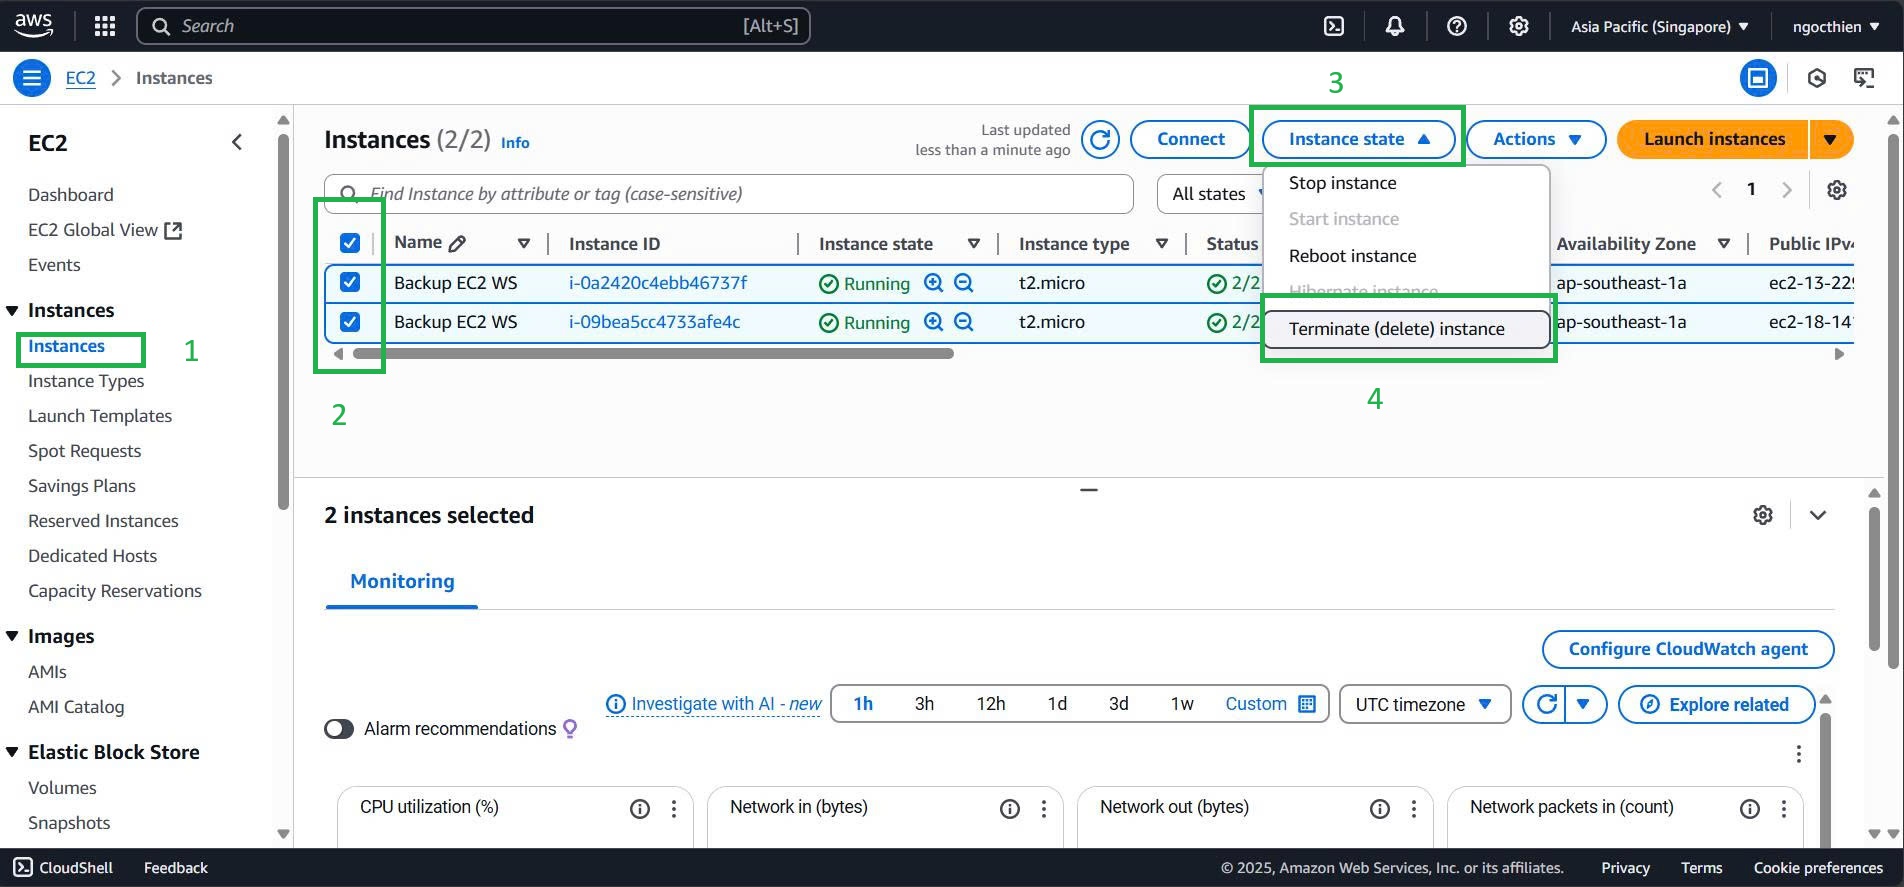 aws
Search [Alt+S]
Asia Pacific (Singapore)
ngocthien
EC2 > Instances
3
EC2
Dashboard
EC2 Global View
Events
Instances
Instances
1
Instance Types
Launch Templates
Spot Requests
Savings Plans
Reserved Instances
Dedicated Hosts
Capacity Reservations
Images
AMIs
AMI Catalog
Elastic Block Store
Volumes
Snapshots
Instances (2/2) Info
Last updated
less than a minute ago
Connect
Instance state
Actions
Launch instances
Find Instance by attribute or tag (case-sensitive)
All states
1
Stop instance
Start instance
Reboot instance
Hibernate instance
Terminate (delete) instance
Name Instance ID Instance state Instance type Status Availability Zone Public IPv4
Backup EC2 WS i-0a2420c4ebb46737f Running t2.micro 2/2 ap-southeast-1a ec2-13-229
Backup EC2 WS i-09bea5cc4733afe4c Running t2.micro 2/2 ap-southeast-1a ec2-18-141
2
4
2 instances selected
Monitoring
Configure CloudWatch agent
Alarm recommendations
Investigate with AI - new
1h 3h 12h 1d 3d 1w Custom
UTC timezone
Explore related
CPU utilization (%)
Network in (bytes)
Network out (bytes)
Network packets in (count)
CloudShell Feedback
© 2025, Amazon Web Services, Inc. or its affiliates. Privacy Terms Cookie preferences